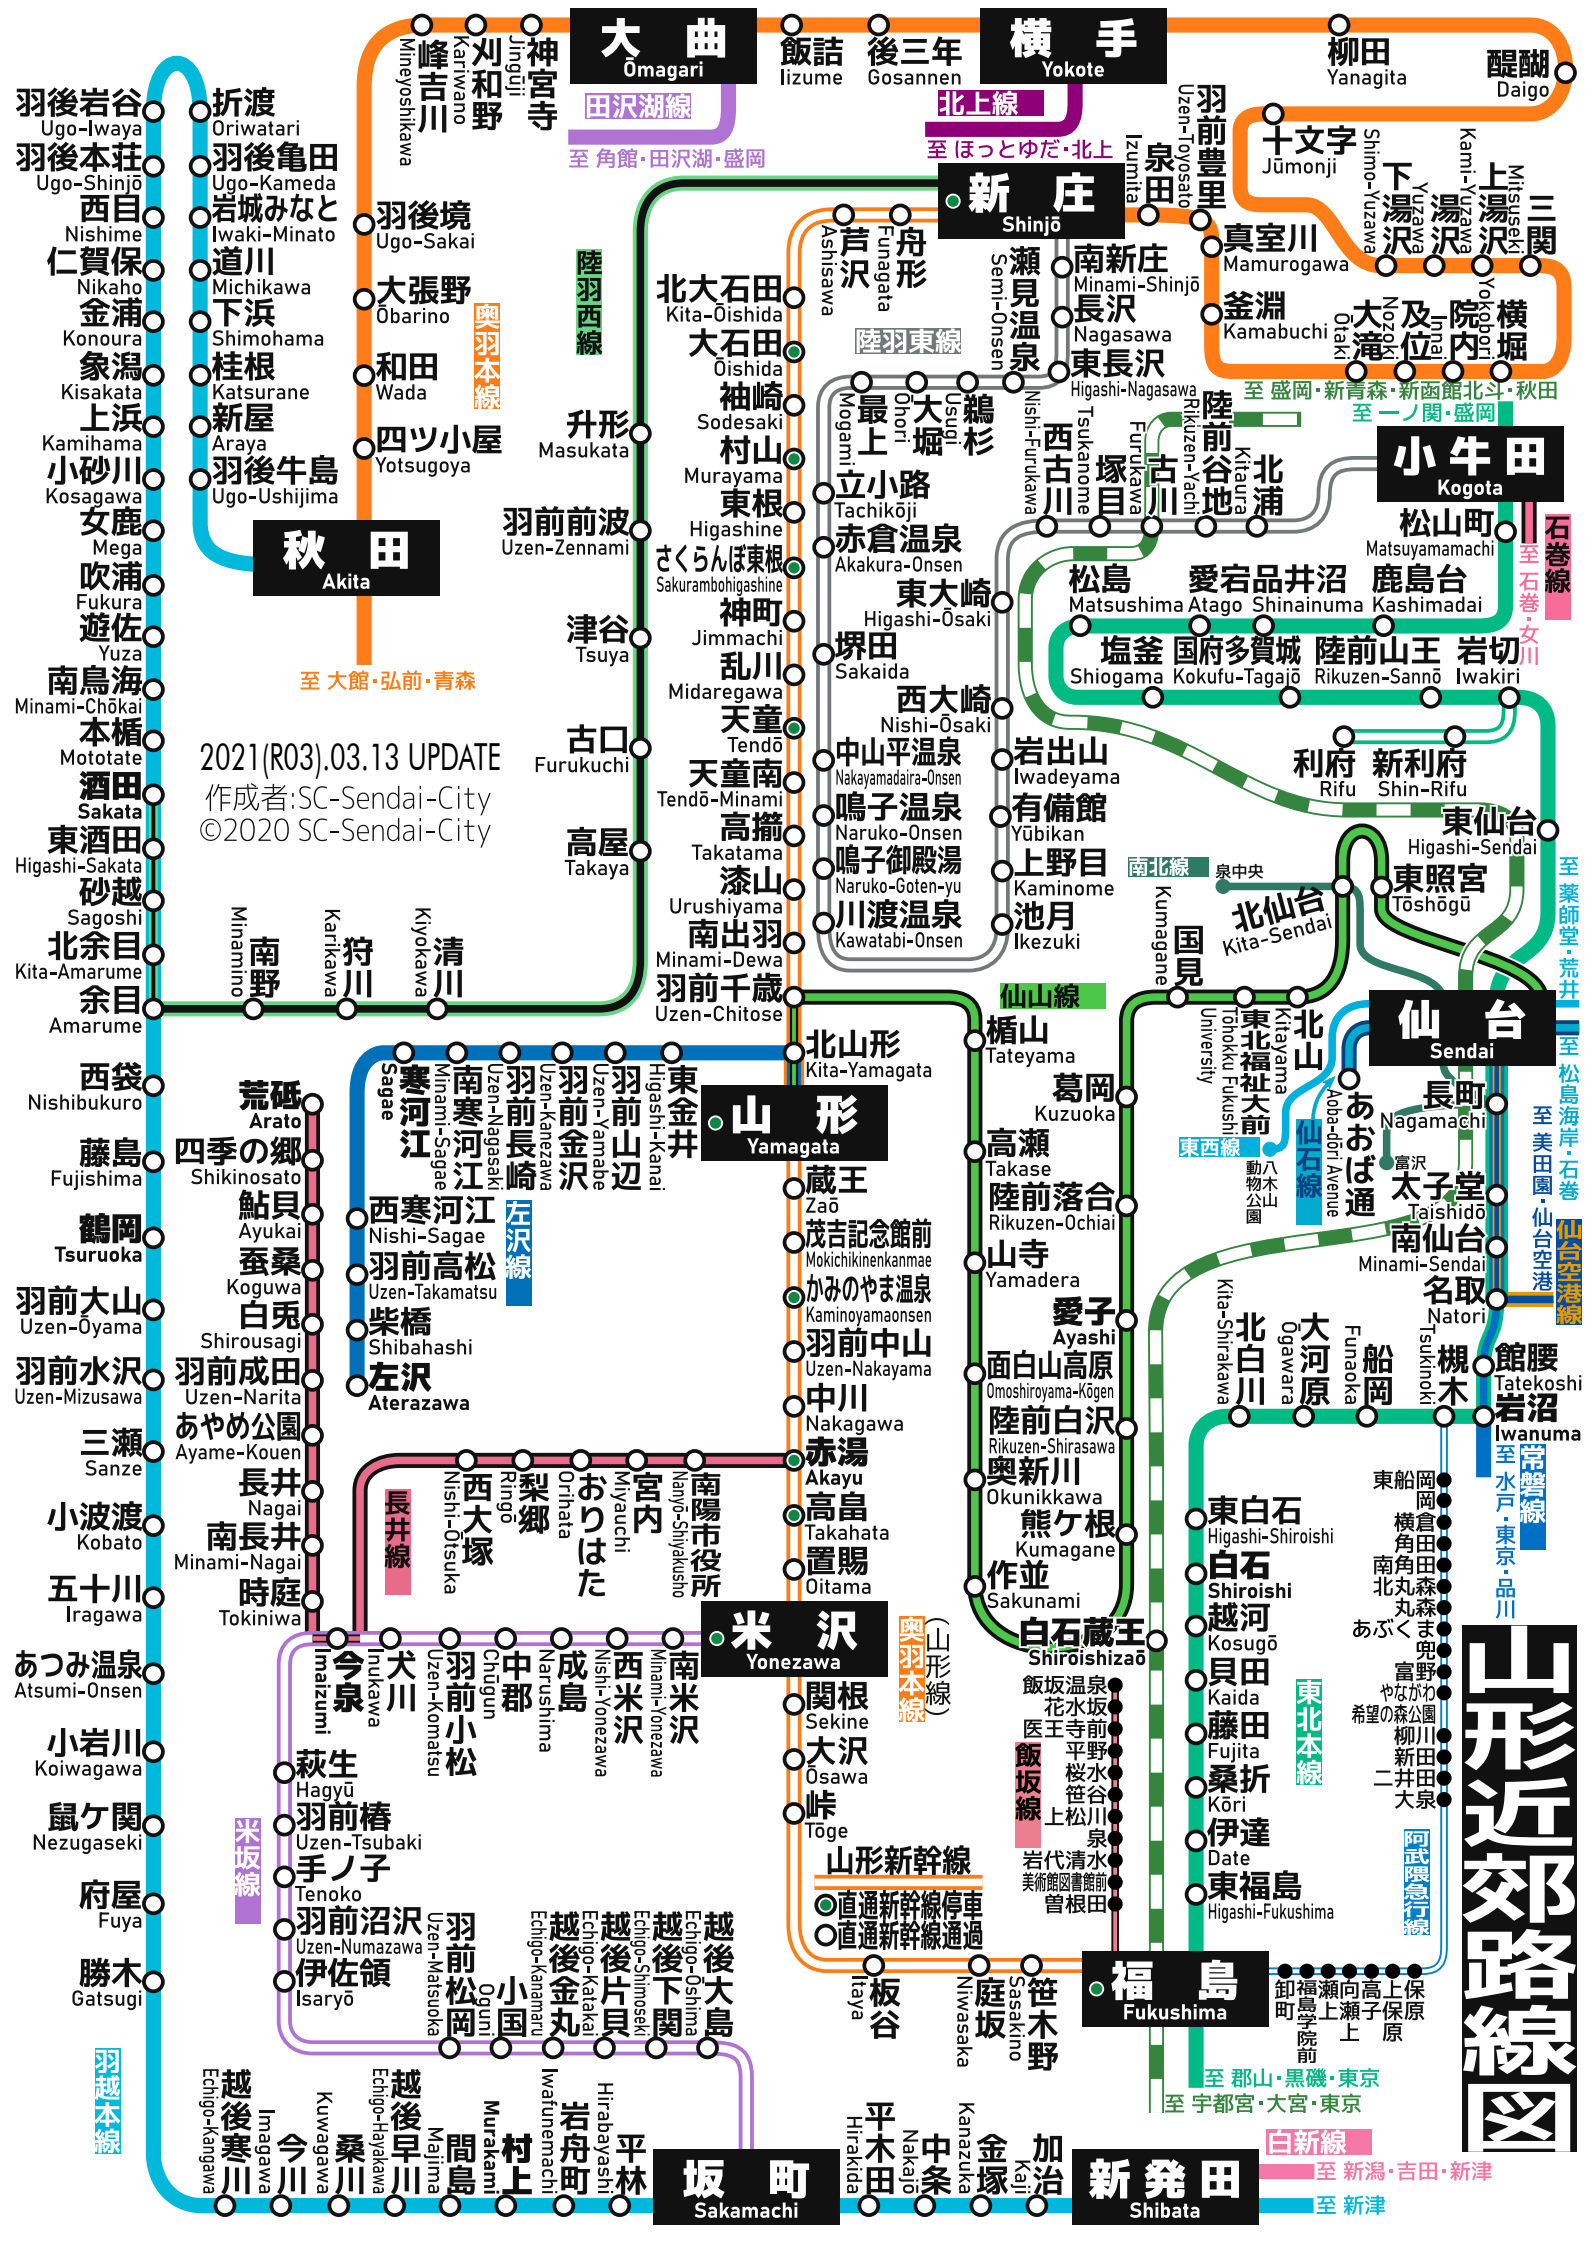 大曲
Ōmagari
横手
Yokote
峰吉川
Mineyoshikawa
刈和野
Kariwano
神宮寺
Jingūji
飯詰
Iizume
後三年
Gosannen
柳田
Yanagita
醍醐
Daigo
田沢湖線
至 角館・田沢湖・盛岡
北上線
至 ほっとゆだ・北上
十文字
Jūmonji
下湯沢
Shimo-Yuzawa
湯沢
Yuzawa
上湯沢
Kami-Yuzawa
三関
Mitsuseki
横堀
Yokobori
院内
Innai
及位
Nozoki
大滝
Ōtaki
釜淵
Kamabuchi
真室川
Mamurogawa
羽前豊里
Uzen-Toyosato
泉田
Izumita
新庄
Shinjō
羽後岩谷
Ugo-Iwaya
羽後本荘
Ugo-Shinjō
西目
Nishime
仁賀保
Nikaho
金浦
Konoura
象潟
Kisakata
上浜
Kamihama
小砂川
Kosagawa
女鹿
Mega
吹浦
Fukura
遊佐
Yuza
南鳥海
Minami-Chōkai
本楯
Mototate
酒田
Sakata
東酒田
Higashi-Sakata
砂越
Sagoshi
北余目
Kita-Amarume
余目
Amarume
西袋
Nishibukuro
藤島
Fujishima
鶴岡
Tsuruoka
羽前大山
Uzen-Ōyama
羽前水沢
Uzen-Mizusawa
三瀬
Sanze
小波渡
Kobato
五十川
Iragawa
あつみ温泉
Atsumi-Onsen
小岩川
Koiwagawa
鼠ケ関
Nezugaseki
府屋
Fuya
勝木
Gatsugi
羽越本線
折渡
Oriwatari
羽後亀田
Ugo-Kameda
岩城みなと
Iwaki-Minato
道川
Michikawa
下浜
Shimohama
桂根
Katsurane
新屋
Araya
羽後牛島
Ugo-Ushijima
秋田
Akita
羽後境
Ugo-Sakai
大張野
Ōbarino
和田
Wada
四ツ小屋
Yotsugoya
奥羽本線
至 大館・弘前・青森
2021(R03).03.13 UPDATE
作成者:SC-Sendai-City
©2020 SC-Sendai-City
陸羽西線
升形
Masukata
羽前前波
Uzen-Zennami
津谷
Tsuya
古口
Furukuchi
高屋
Takaya
清川
Kiyokawa
狩川
Karikawa
南野
Minamino
芦沢
Ashisawa
舟形
Funagata
北大石田
Kita-Ōishida
大石田
Ōishida
袖崎
Sodesaki
村山
Murayama
東根
Higashine
さくらんぼ東根
Sakurambohigashine
神町
Jimmachi
乱川
Midaregawa
天童
Tendō
天童南
Tendō-Minami
高擶
Takatama
漆山
Urushiyama
南出羽
Minami-Dewa
羽前千歳
Uzen-Chitose
北山形
Kita-Yamagata
山形
Yamagata
陸羽東線
南新庄
Minami-Shinjō
長沢
Nagasawa
東長沢
Higashi-Nagasawa
瀬見温泉
Semi-Onsen
鵜杉
Usugi
大堀
Ōhori
最上
Mogami
立小路
Tachikōji
赤倉温泉
Akakura-Onsen
堺田
Sakaida
中山平温泉
Nakayamadaira-Onsen
鳴子温泉
Naruko-Onsen
鳴子御殿湯
Naruko-Goten-yu
川渡温泉
Kawatabi-Onsen
池月
Ikezuki
上野目
Kaminome
有備館
Yūbikan
岩出山
Iwadeyama
西大崎
Nishi-Ōsaki
東大崎
Higashi-Ōsaki
西古川
Nishi-Furukawa
塚目
Tsukanome
古川
Furukawa
陸前谷地
Rikuzen-Yachi
北浦
Kitaura
至 盛岡・新青森・新函館北斗・秋田
至 一ノ関・盛岡
小牛田
Kogota
石巻線
至 石巻・女川
松山町
Matsuyamamachi
鹿島台
Kashimadai
品井沼
Shinainuma
愛宕
Atago
松島
Matsushima
塩釜
Shiogama
国府多賀城
Kokufu-Tagajō
陸前山王
Rikuzen-Sannō
岩切
Iwakiri
利府
Rifu
新利府
Shin-Rifu
東仙台
Higashi-Sendai
至 薬師堂・荒井
南北線
泉中央
北仙台
Kita-Sendai
東照宮
Tōshōgū
国見
Kumagane
東北福祉大前
Tōhokku Fukushi University
北山
Kitayama
仙台
Sendai
至 松島海岸・石巻
至 美田園・仙台空港
仙台空港線
仙石線
あおば通
Aoba-dōri Avenue
東西線
八木山動物公園
富沢
長町
Nagamachi
太子堂
Taishidō
南仙台
Minami-Sendai
名取
Natori
館腰
Tatekoshi
岩沼
Iwanuma
常磐線
至 水戸・東京・品川
仙山線
楯山
Tateyama
高瀬
Takase
山寺
Yamadera
面白山高原
Omoshiroyama-Kōgen
奥新川
Okunikkawa
作並
Sakunami
熊ケ根
Kumagane
陸前白沢
Rikuzen-Shirasawa
愛子
Ayashi
陸前落合
Rikuzen-Ochiai
葛岡
Kuzuoka
東金井
Higashi-Kanai
羽前山辺
Uzen-Yamabe
羽前金沢
Uzen-Kanezawa
羽前長崎
Uzen-Nagasaki
南寒河江
Minami-Sagae
寒河江
Sagae
西寒河江
Nishi-Sagae
羽前高松
Uzen-Takamatsu
柴橋
Shibahashi
左沢
Aterazawa
左沢線
荒砥
Arato
四季の郷
Shikinosato
鮎貝
Ayukai
蚕桑
Koguwa
白兎
Shirousagi
羽前成田
Uzen-Narita
あやめ公園
Ayame-Kouen
長井
Nagai
南長井
Minami-Nagai
時庭
Tokiniwa
今泉
Imaizumi
長井線
西大塚
Nishi-Ōtsuka
梨郷
Ringō
おりはた
Orihata
宮内
Miyauchi
南陽市役所
Nanyō-Shiyakusho
蔵王
Zaō
茂吉記念館前
Mokichikinenkanmae
かみのやま温泉
Kaminoyamaonsen
羽前中山
Uzen-Nakayama
中川
Nakagawa
赤湯
Akayu
高畠
Takahata
置賜
Oitama
米沢
Yonezawa
奥羽本線
(山形線)
関根
Sekine
大沢
Ōsawa
峠
Tōge
山形新幹線
直通新幹線停車
直通新幹線通過
板谷
Itaya
庭坂
Niwasaka
笹木野
Sasakino
福島
Fukushima
犬川
Inukawa
羽前小松
Uzen-Komatsu
中郡
Chūgun
成島
Narushima
西米沢
Nishi-Yonezawa
南米沢
Minami-Yonezawa
萩生
Hagyū
羽前椿
Uzen-Tsubaki
手ノ子
Tenoko
羽前沼沢
Uzen-Numazawa
伊佐領
Isaryō
米坂線
羽前松岡
Uzen-Matsuoka
小国
Oguni
越後金丸
Echigo-Kanamaru
越後片貝
Echigo-Katakai
越後下関
Echigo-Shimoseki
越後大島
Echigo-Ōshima
越後寒川
Echigo-Kangawa
今川
Imagawa
桑川
Kuwagawa
越後早川
Echigo-Hayakawa
間島
Majima
村上
Murakami
岩舟町
Iwafunemachi
平林
Hirabayashi
坂町
Sakamachi
平木田
Hirakida
中条
Nakajo
金塚
Kanazuka
加治
Kaji
新発田
Shibata
白新線
至 新潟・吉田・新津
至 新津
白石蔵王
Shiroishizaō
飯坂温泉
花水坂
医王寺前
平野
桜水
笹谷
上松川
泉
岩代清水
美術館図書館前
曽根田
飯坂線
北白川
Kita-Shirakawa
大河原
Ōgawara
船岡
Funaoka
槻木
Tsukinoki
東白石
Higashi-Shiroishi
白石
Shiroishi
越河
Kosugō
貝田
Kaida
藤田
Fujita
桑折
Kōri
伊達
Date
東福島
Higashi-Fukushima
東北本線
東船岡
岡
横倉
角田
南角田
北丸森
丸森
あぶくま
兜
富野
やながわ
希望の森公園
柳川
新田
二井田
大泉
阿武隈急行線
卸町
福島学院前
瀬上
向瀬上
高子
上保原
保原
至 郡山・黒磯・東京
至 宇都宮・大宮・東京
山形近郊路線図